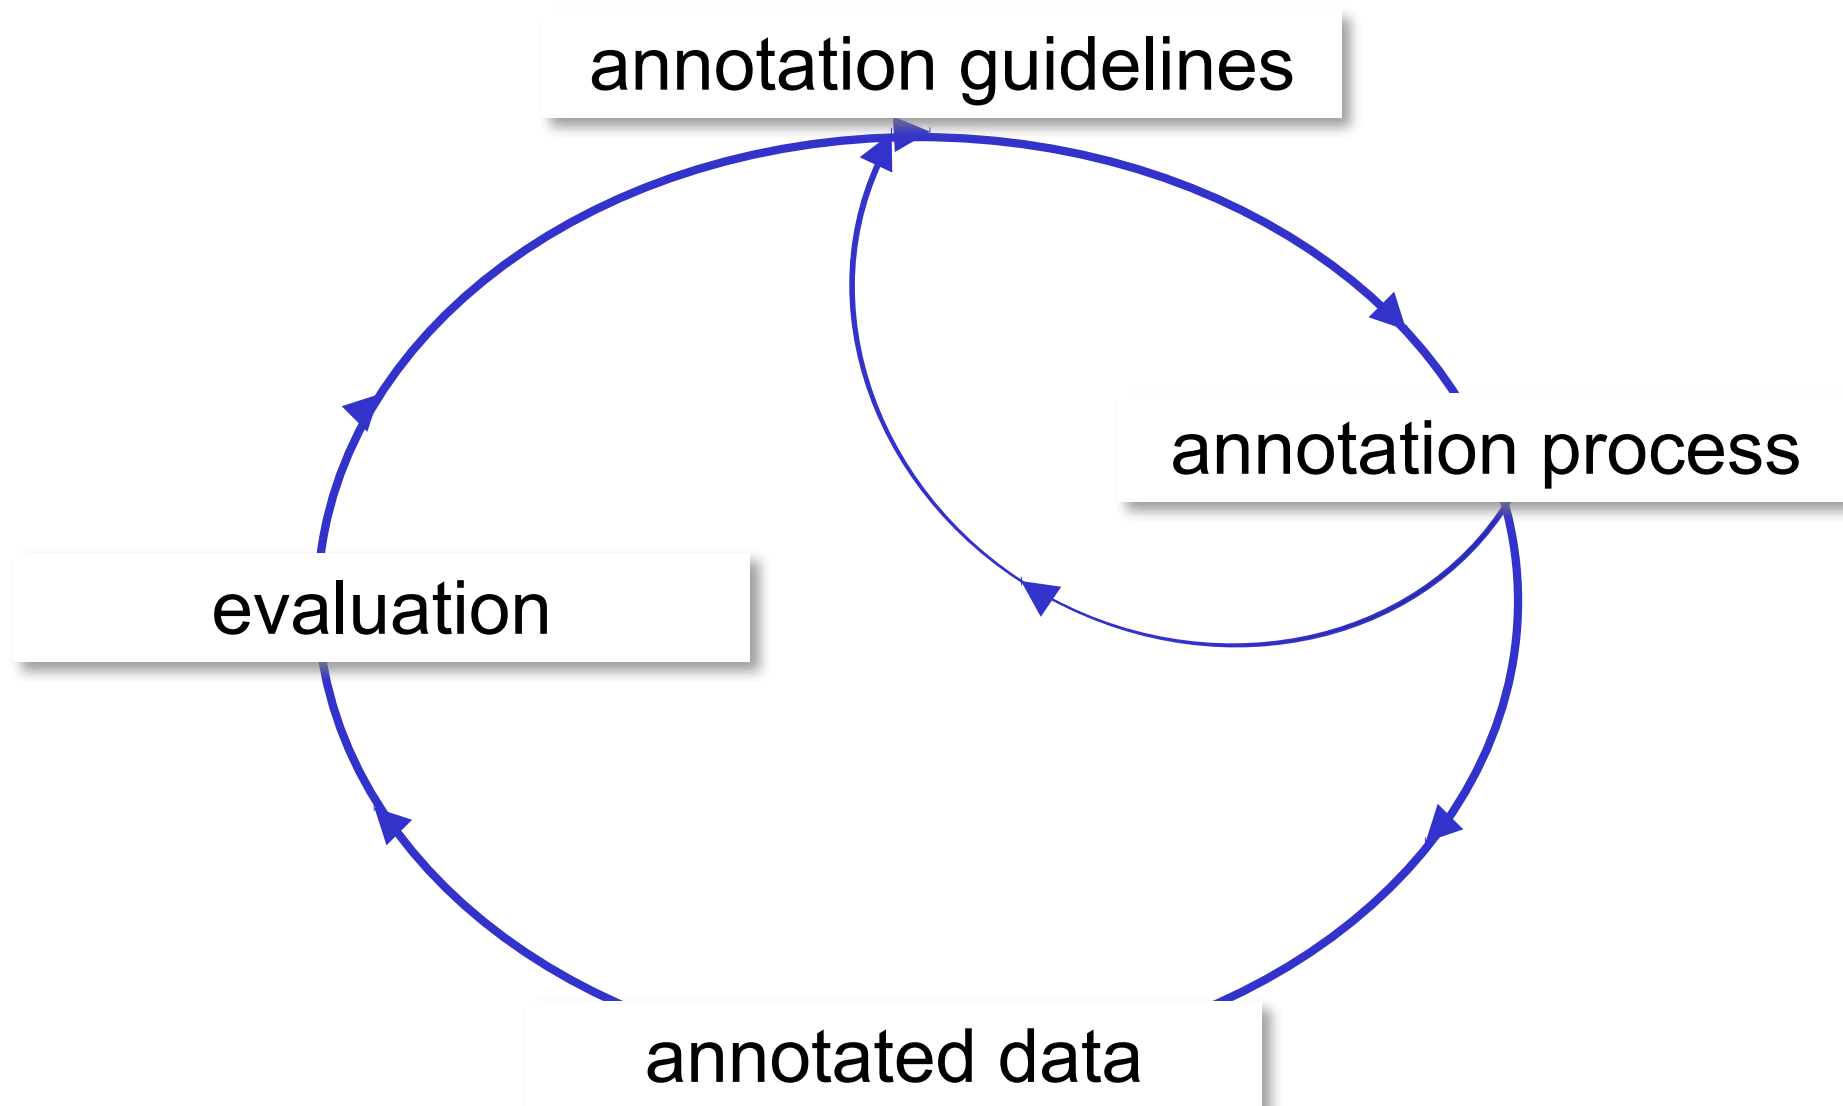 annotation guidelines
annotation process
evaluation
annotated data